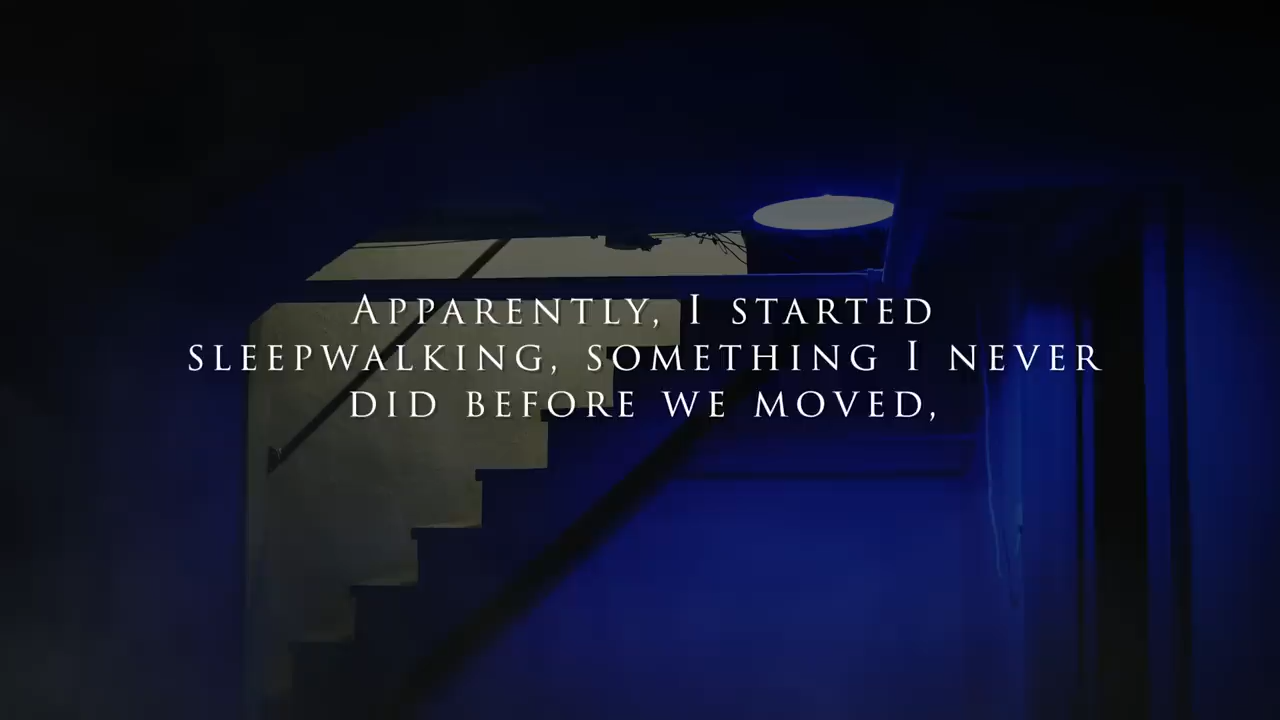 Apparently, I started
sleepwalking, something I never
did before we moved,